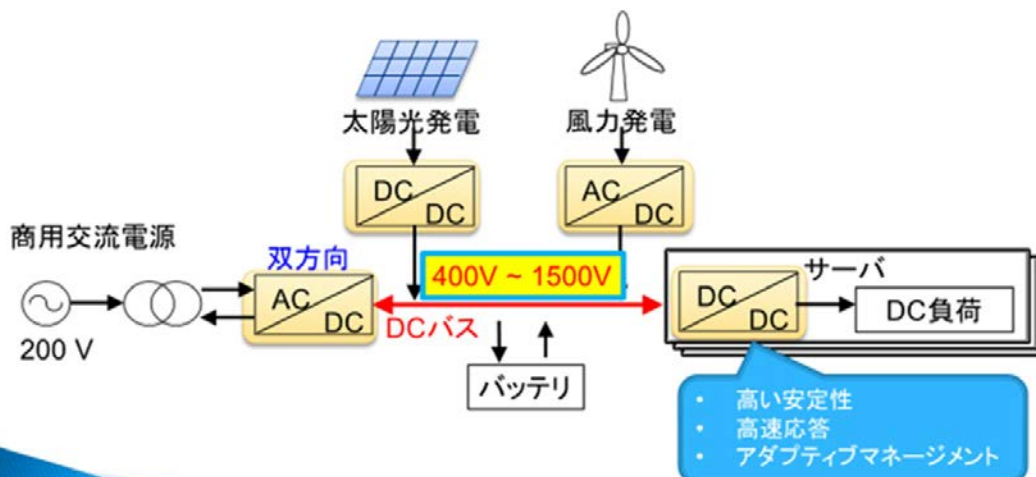 太陽光発電
風力発電
DC
DC
AC
DC
商用交流電源
双方向
400V ~ 1500V
サーバ
AC
DC
DC
DC
DC負荷
DCバス
200 V
バッテリ
• 高い安定性
• 高速応答
• アダプティブマネージメント